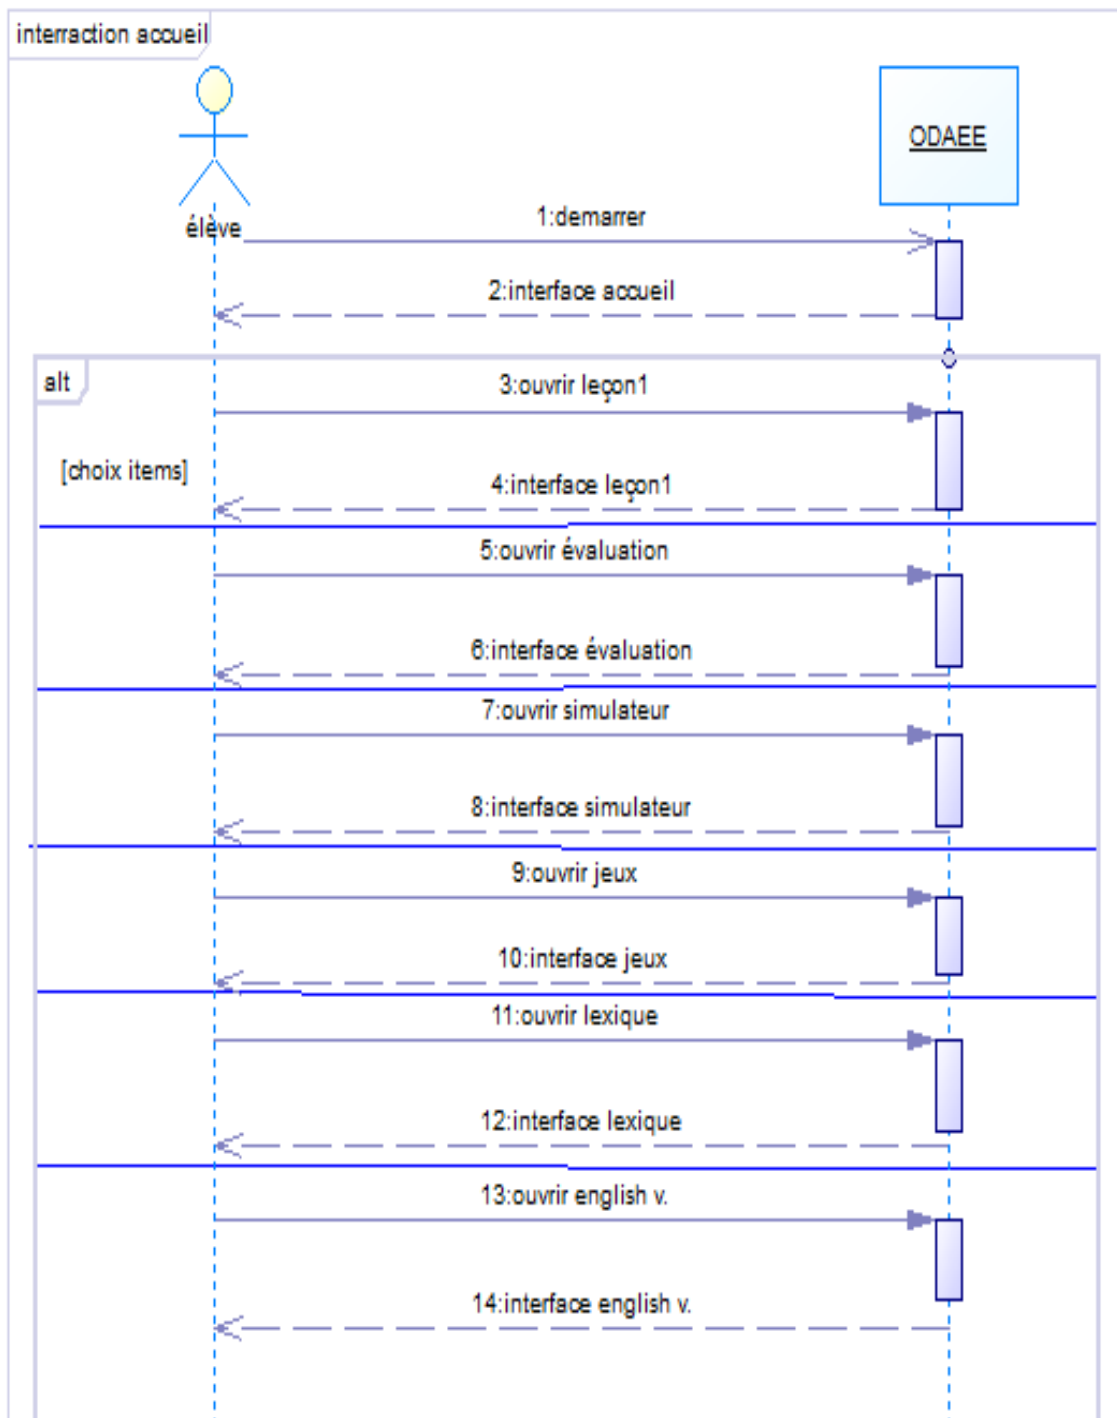 interraction accueil
ODAEE
élève
1:demarrer
2:interface accueil
alt
3:ouvrir leçon1
[choix items]
4:interface leçon1
5:ouvrir évaluation
6:interface évaluation
7:ouvrir simulateur
8:interface simulateur
9:ouvrir jeux
10:interface jeux
11:ouvrir lexique
12:interface lexique
13:ouvrir english v.
14:interface english v.